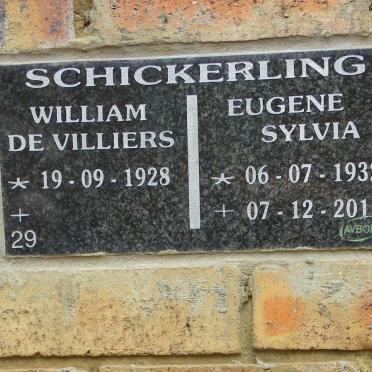 SCHICKERLING
WILLIAM
DE VILLIERS
* 19 - 09 - 1928
+
29
EUGENE
SYLVIA
* 06 - 07 - 193
+ 07 - 12 - 201